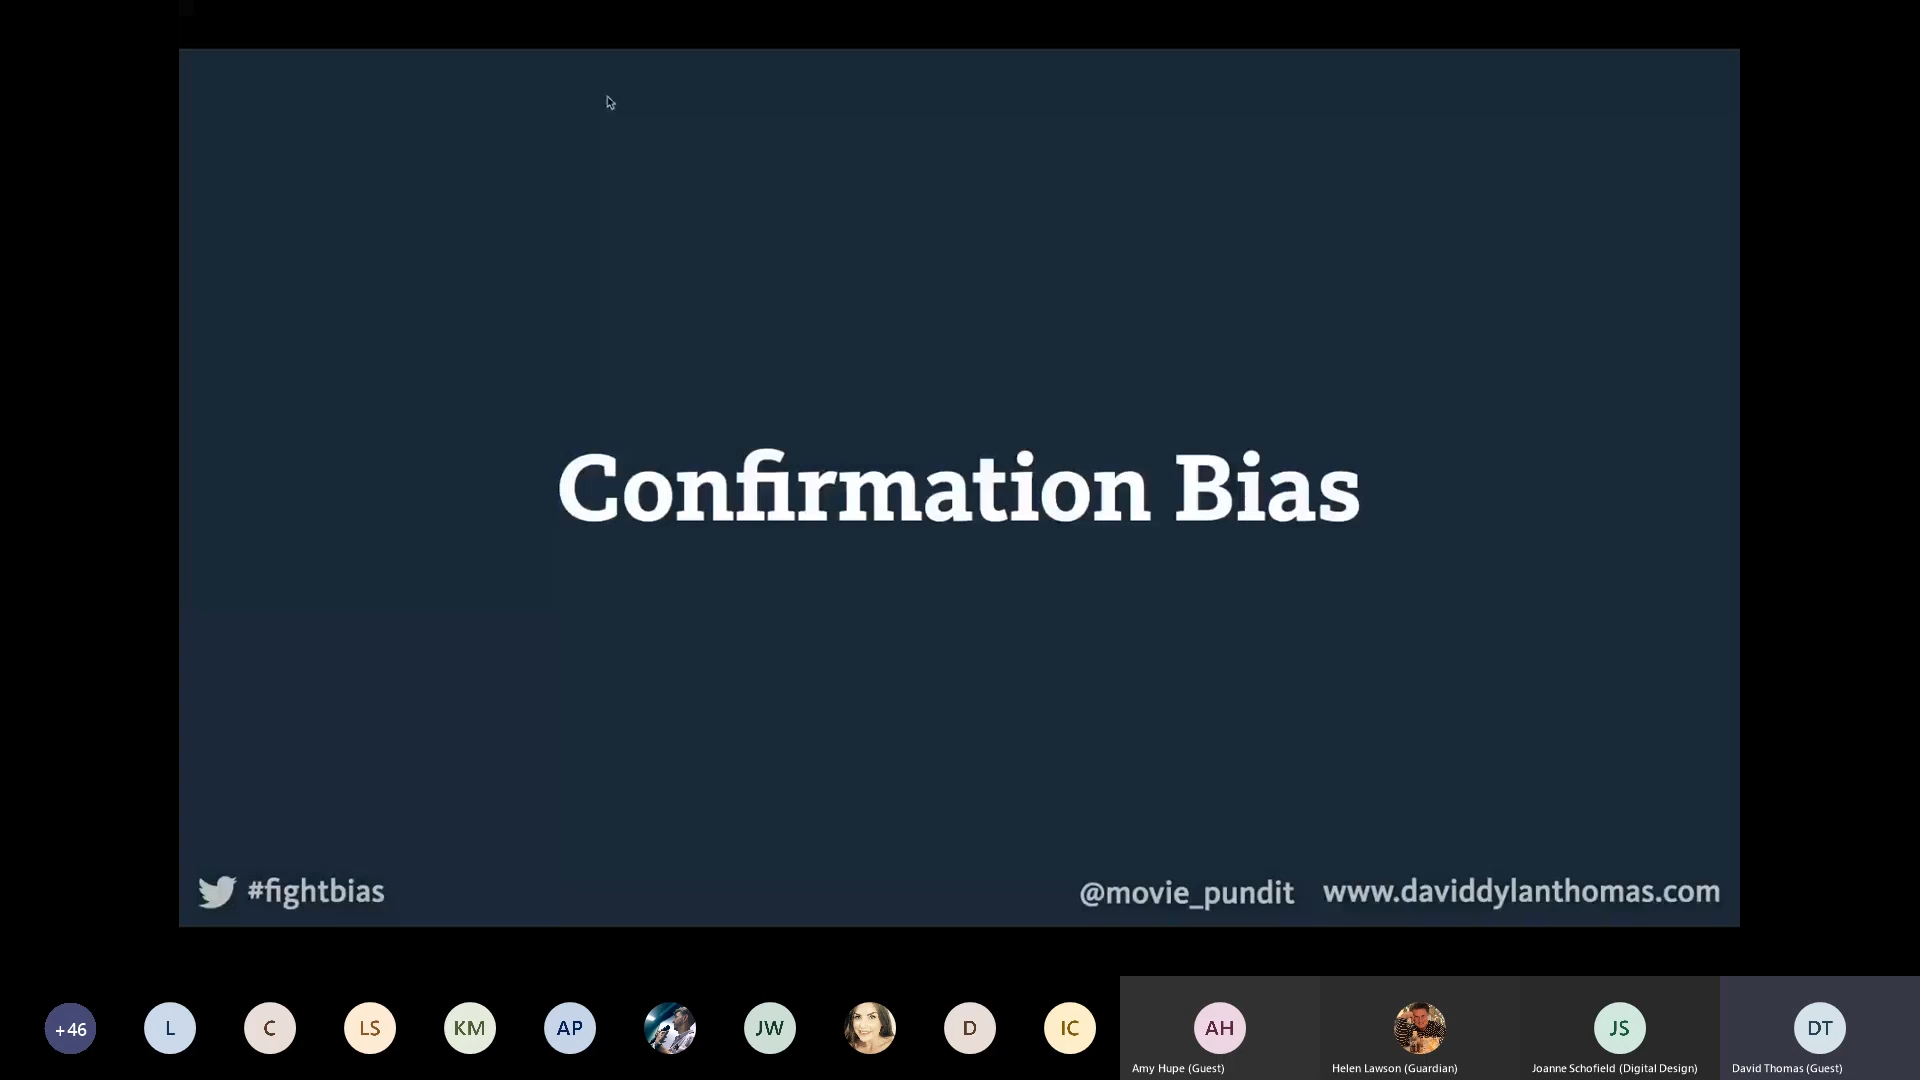 Confirmation Bias
#fightbias
@movie_pundit
www.daviddylanthomas.com
+46
L
C
LS
KM
AP
JW
D
IC
AH
JS
DT
Amy Hupe (Guest)
Helen Lawson (Guardian)
Joanne Schofield (Digital Design)
David Thomas (Guest)